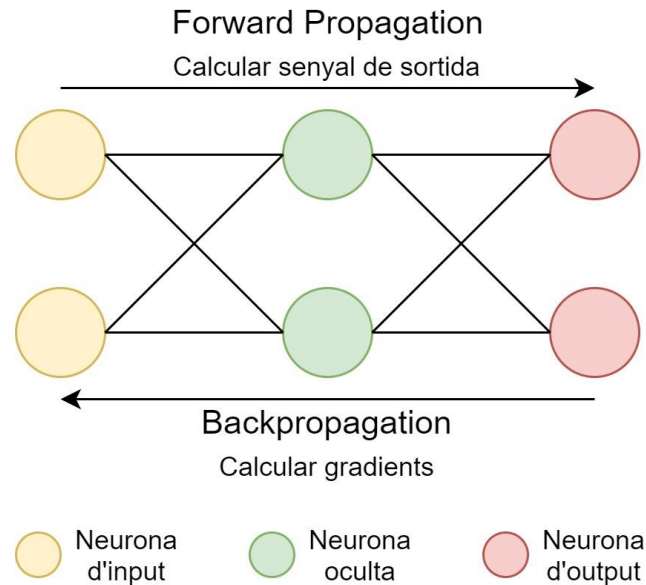 Forward Propagation
Calcular senyal de sortida
Backpropagation
Calcular gradients
Neurona
d'input
Neurona
oculta
Neurona
d'output